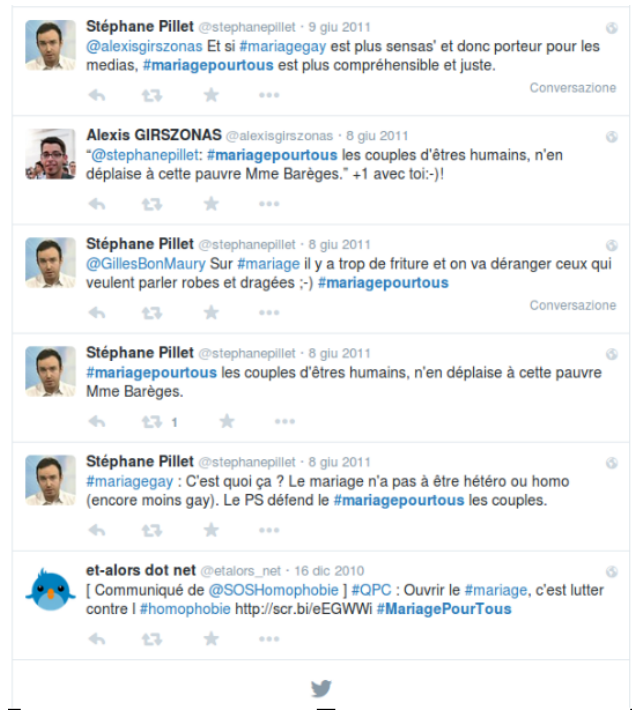 Stéphane Pillet @stephanepillet · 9 giu 2011
@alexisgirszonas Et si #mariagegay est plus sensas' et donc porteur pour les
medias, #mariagepourtous est plus compréhensible et juste.
Conversazione
Alexis GIRSZONAS @alexisgirszonas · 8 giu 2011
"@stephanepillet: #mariagepourtous les couples d'êtres humains, n'en
déplaise à cette pauvre Mme Barèges." +1 avec toi:-)!
Stéphane Pillet @stephanepillet · 8 giu 2011
@GillesBonMaury Sur #mariage il y a trop de friture et on va déranger ceux qui
veulent parler robes et dragées ;-) #mariagepourtous
Conversazione
Stéphane Pillet @stephanepillet · 8 giu 2011
#mariagepourtous les couples d'êtres humains, n'en déplaise à cette pauvre
Mme Barèges.
1
Stéphane Pillet @stephanepillet · 8 giu 2011
#mariagegay : C'est quoi ça ? Le mariage n'a pas à être hétéro ou homo
(encore moins gay). Le PS défend le #mariagepourtous les couples.
et-alors dot net @etalors_net · 16 dic 2010
[ Communiqué de @SOSHomophobie ] #QPC : Ouvrir le #mariage, c'est lutter
contre l #homophobie http://scr.bi/eEGWWi #MariagePourTous